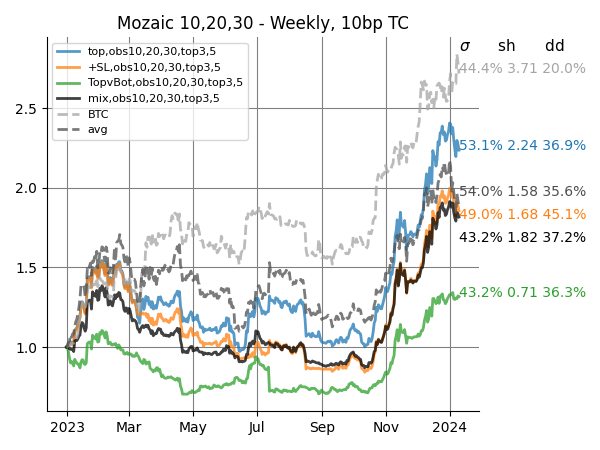 Mozaic 10,20,30 - Weekly, 10bp TC
σ sh dd
top,obs10,20,30,top3,5
+SL,obs10,20,30,top3,5
TopvBot,obs10,20,30,top3,5
mix,obs10,20,30,top3,5
BTC
avg
44.4% 3.71 20.0%
53.1% 2.24 36.9%
54.0% 1.58 35.6%
49.0% 1.68 45.1%
43.2% 1.82 37.2%
43.2% 0.71 36.3%
2.5
2.0
1.5
1.0
2023 Mar May Jul Sep Nov 2024